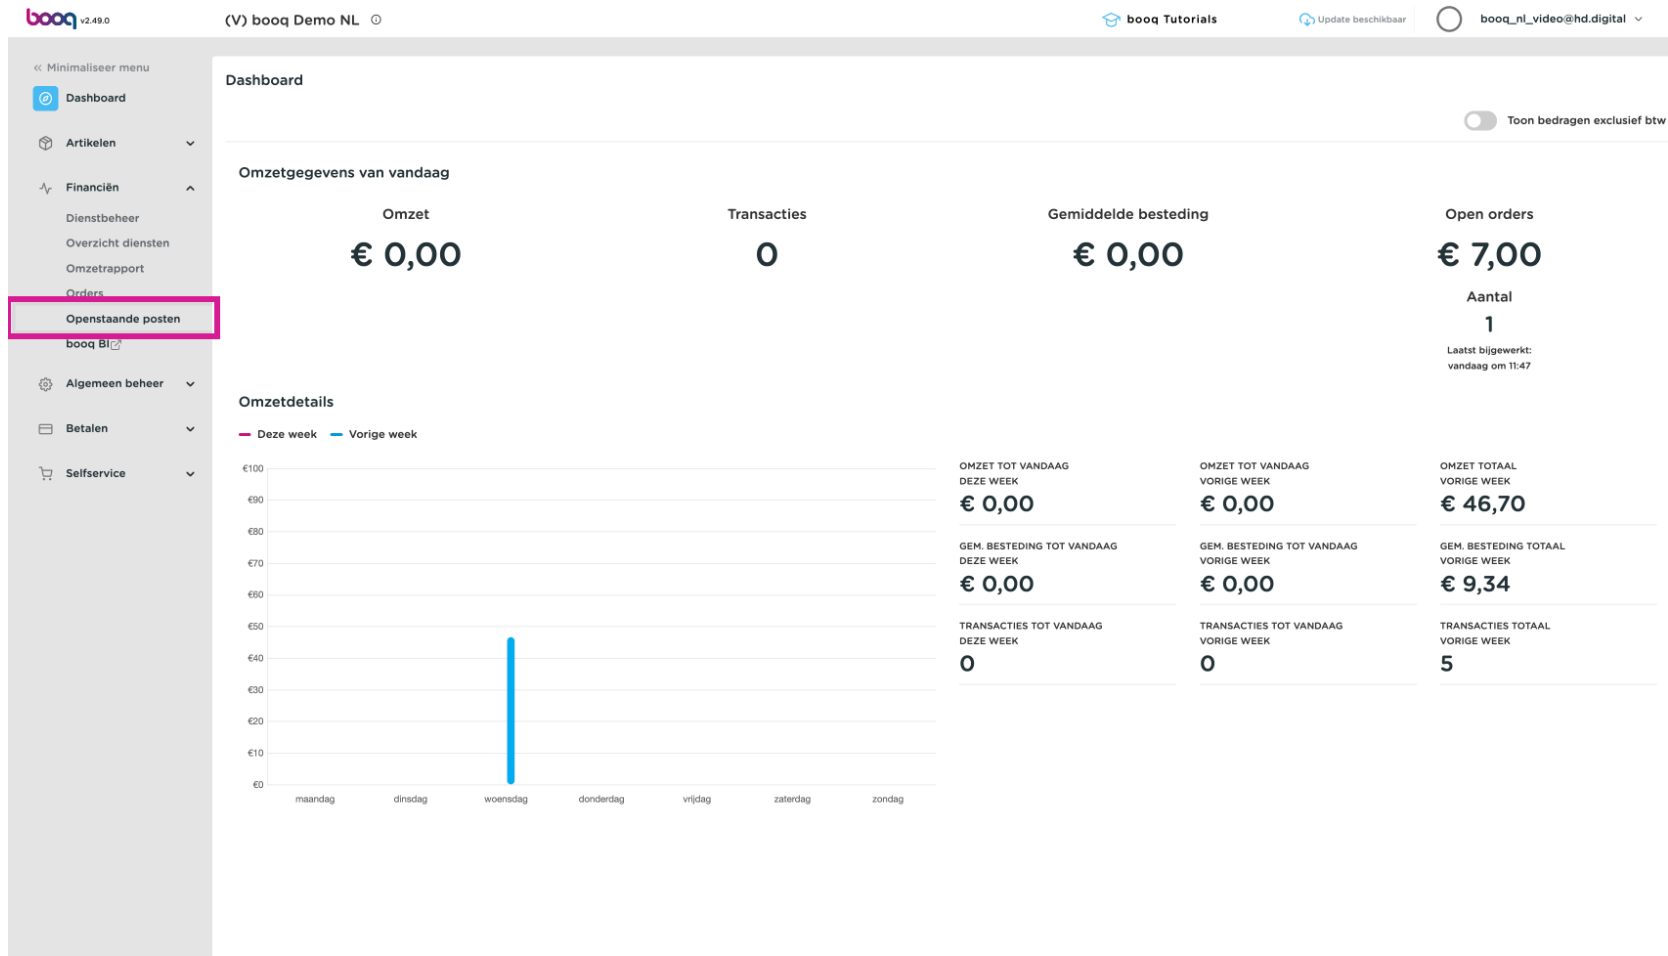 booq v2.49.0
(V) booq Demo NL
booq Tutorials
Update beschikbaar
booq_nl_video@hd.digital
Minimaliseer menu
Dashboard
Artikelen
Financiën
Dienstbeheer
Overzicht diensten
Omzetrapport
Orders
Openstaande posten
booq BI
Algemeen beheer
Betalen
Selfservice
Dashboard
Toon bedragen exclusief btw
Omzetgegevens van vandaag
Omzet
€ 0,00
Transacties
0
Gemiddelde besteding
€ 0,00
Open orders
€ 7,00
Aantal
1
Laatst bijgewerkt:
vandaag om 11:47
Omzetdetails
Deze week Vorige week
€100
€90
€80
€70
€60
€50
€40
€30
€20
€10
€0
maandag dinsdag woensdag donderdag vrijdag zaterdag zondag
OMZET TOT VANDAAG
DEZE WEEK
€ 0,00
OMZET TOT VANDAAG
VORIGE WEEK
€ 0,00
OMZET TOTAAL
VORIGE WEEK
€ 46,70
GEM. BESTEDING TOT VANDAAG
DEZE WEEK
€ 0,00
GEM. BESTEDING TOT VANDAAG
VORIGE WEEK
€ 0,00
GEM. BESTEDING TOTAAL
VORIGE WEEK
€ 9,34
TRANSACTIES TOT VANDAAG
DEZE WEEK
0
TRANSACTIES TOT VANDAAG
VORIGE WEEK
0
TRANSACTIES TOTAAL
VORIGE WEEK
5